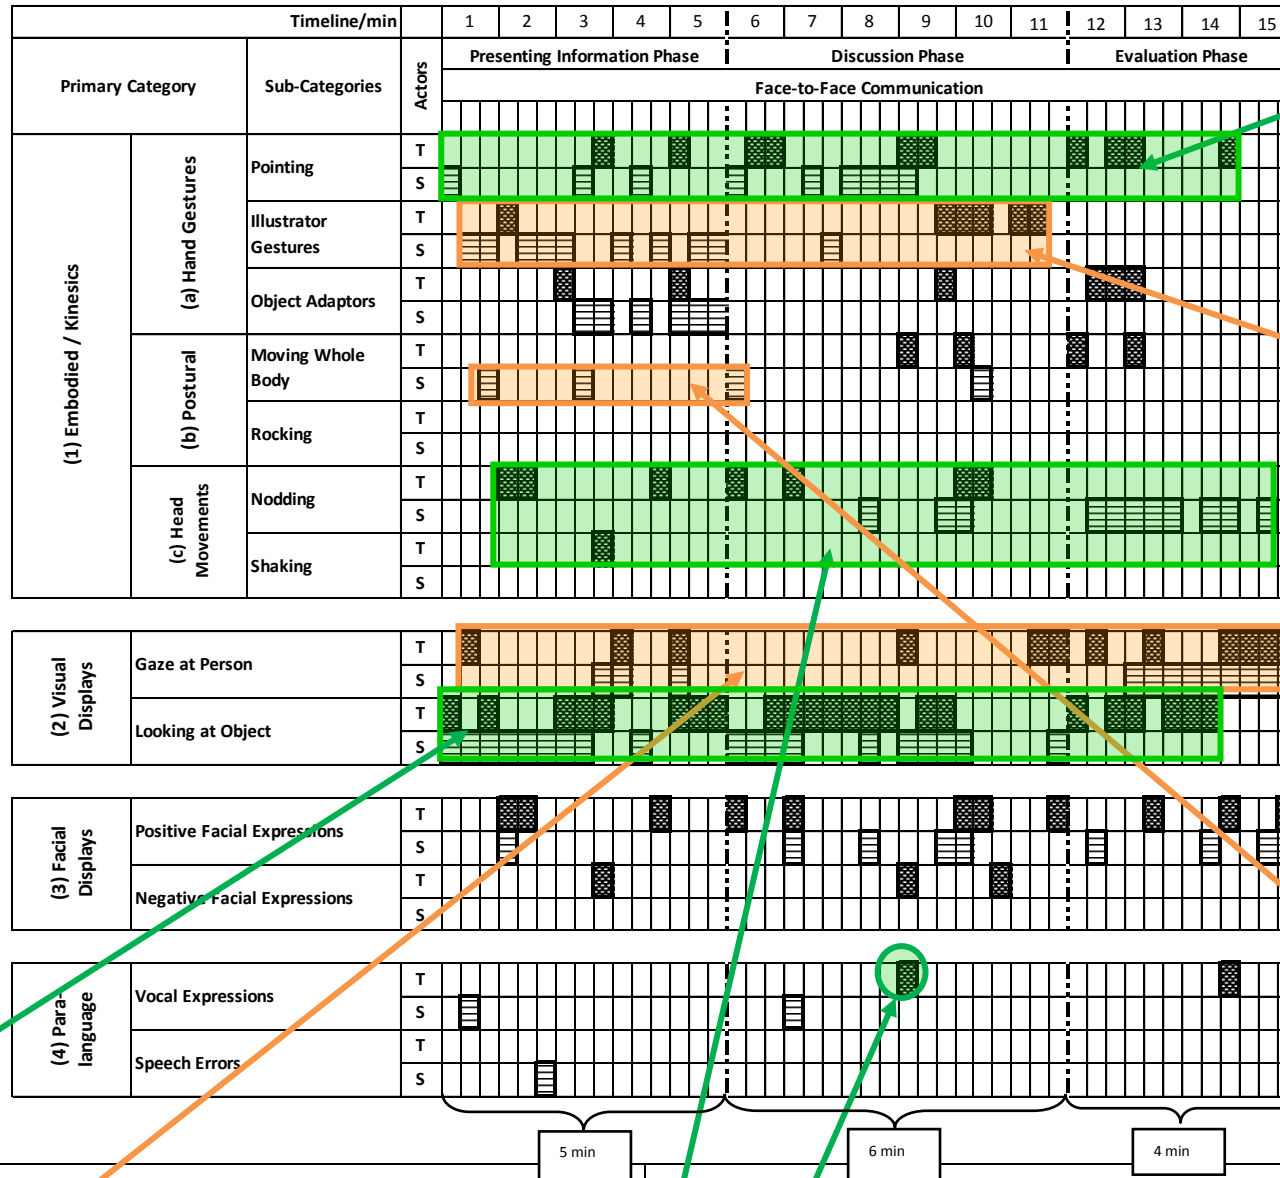 Timeline/min 1 2 3 4 5 6 7 8 9 10 11 12 13 14 15
Primary Category Sub-Categories Actors
Presenting Information Phase Discussion Phase Evaluation Phase
Face-to-Face Communication
(1) Embodied / Kinesics
(a) Hand Gestures
Pointing
T
S
Illustrator
Gestures
T
S
Object Adaptors
T
S
(b) Postural
Moving Whole
Body
T
S
Rocking
T
S
(c) Head
Movements
Nodding
T
S
Shaking
T
S
(2) Visual
Displays
Gaze at Person
T
S
Looking at Object
T
S
(3) Facial
Displays
Positive Facial Expressions
T
S
Negative Facial Expressions
T
S
(4) Para-
language
Vocal Expressions
T
S
Speech Errors
T
S
5 min 6 min 4 min